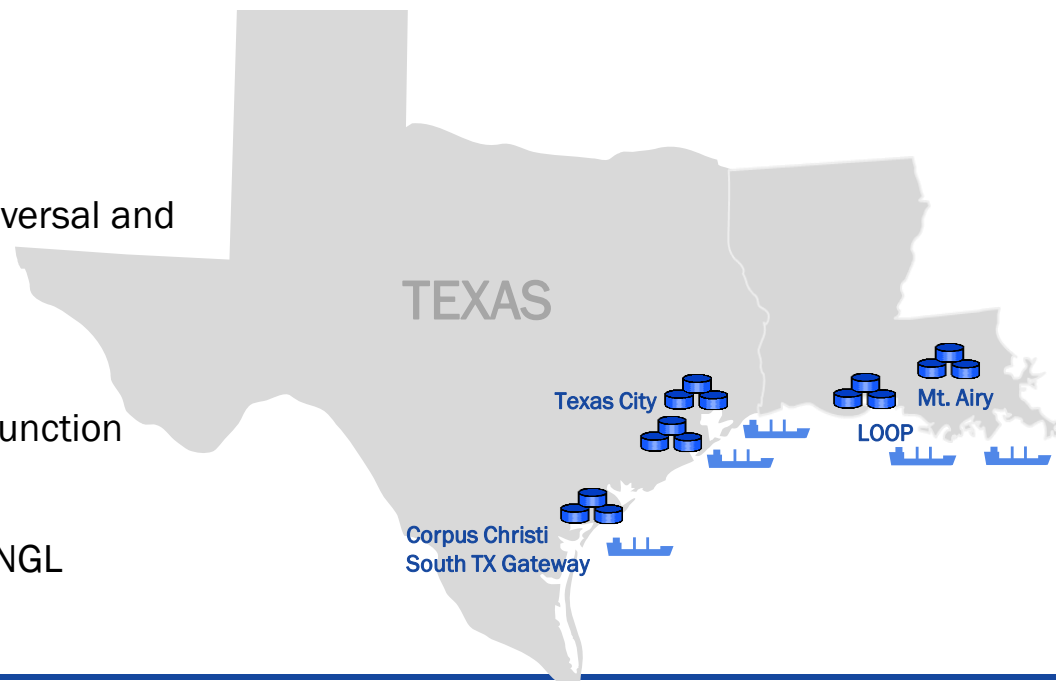 versal and
unction
NGL
TEXAS
Texas City
Mt. Airy
LOOP
Corpus Christi
South TX Gateway